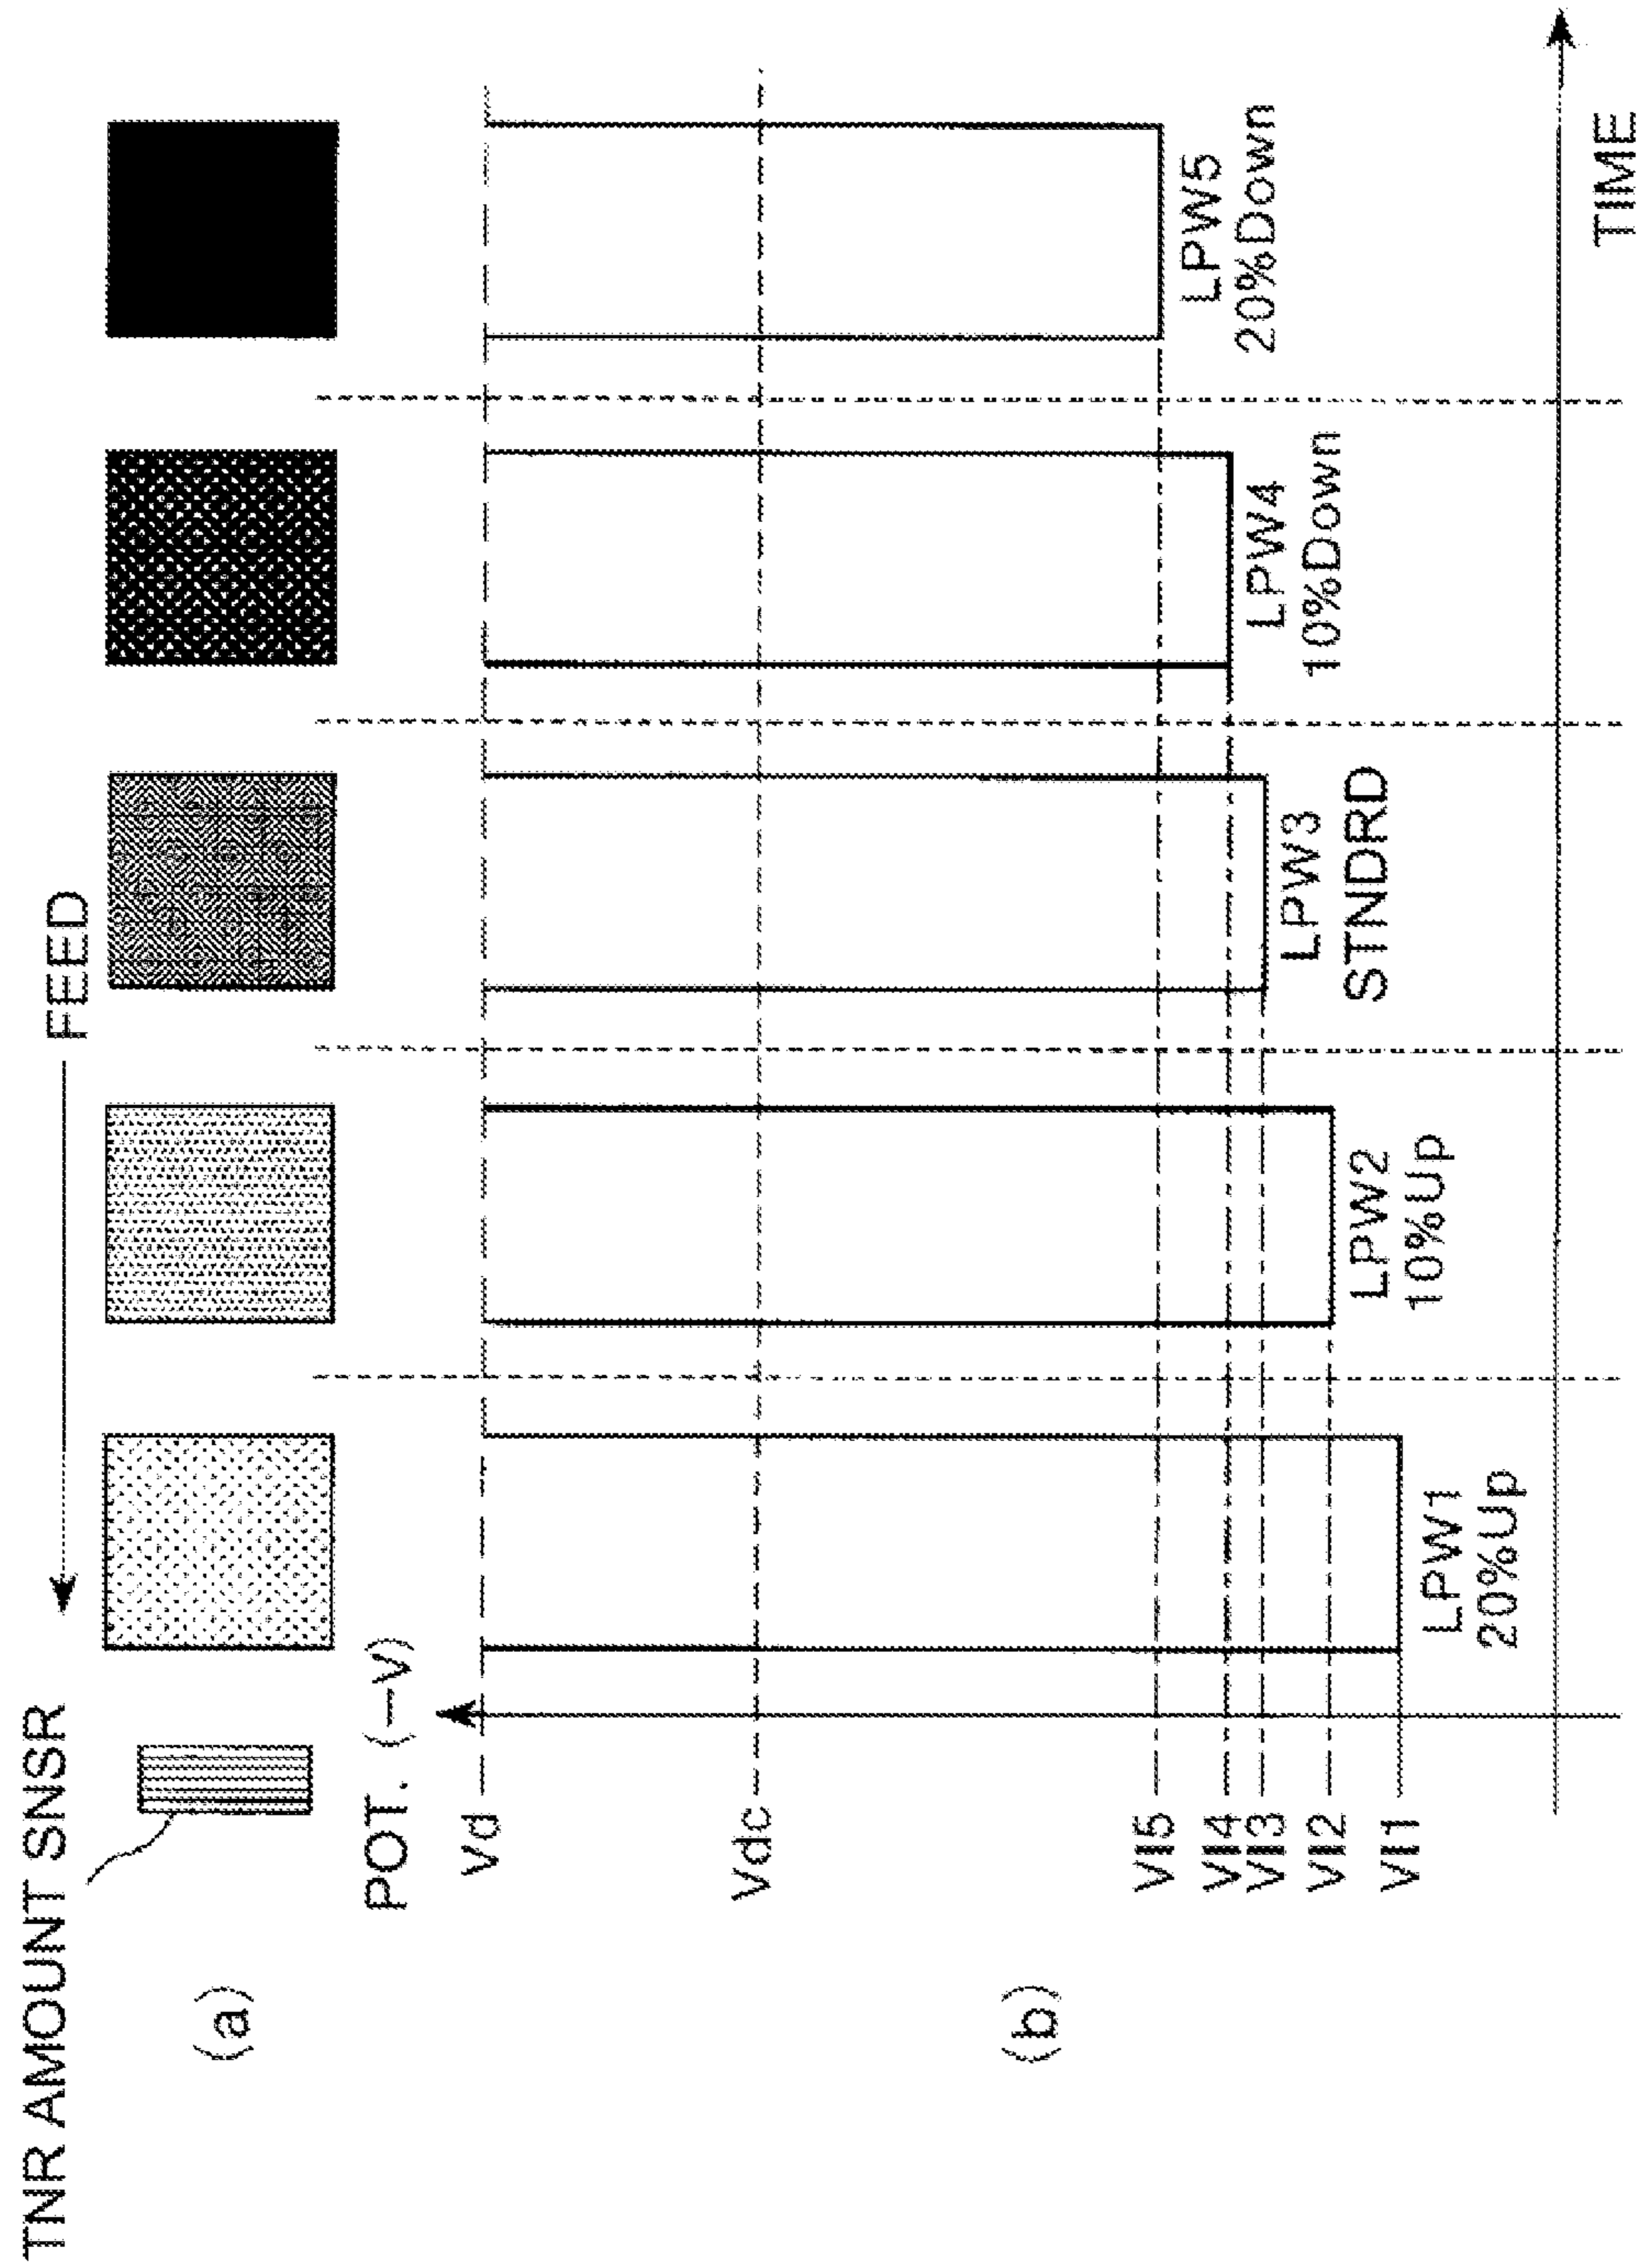 TNR AMOUNT SNSR
FEED
(a)
POT. (−V)
Vd
Vdc
(b)
Vl5
Vl4
Vl3
Vl2
Vl1
LPW1
20%Up
LPW2
10%Up
LPW3
STNDRD
LPW4
10%Down
LPW5
20%Down
TIME